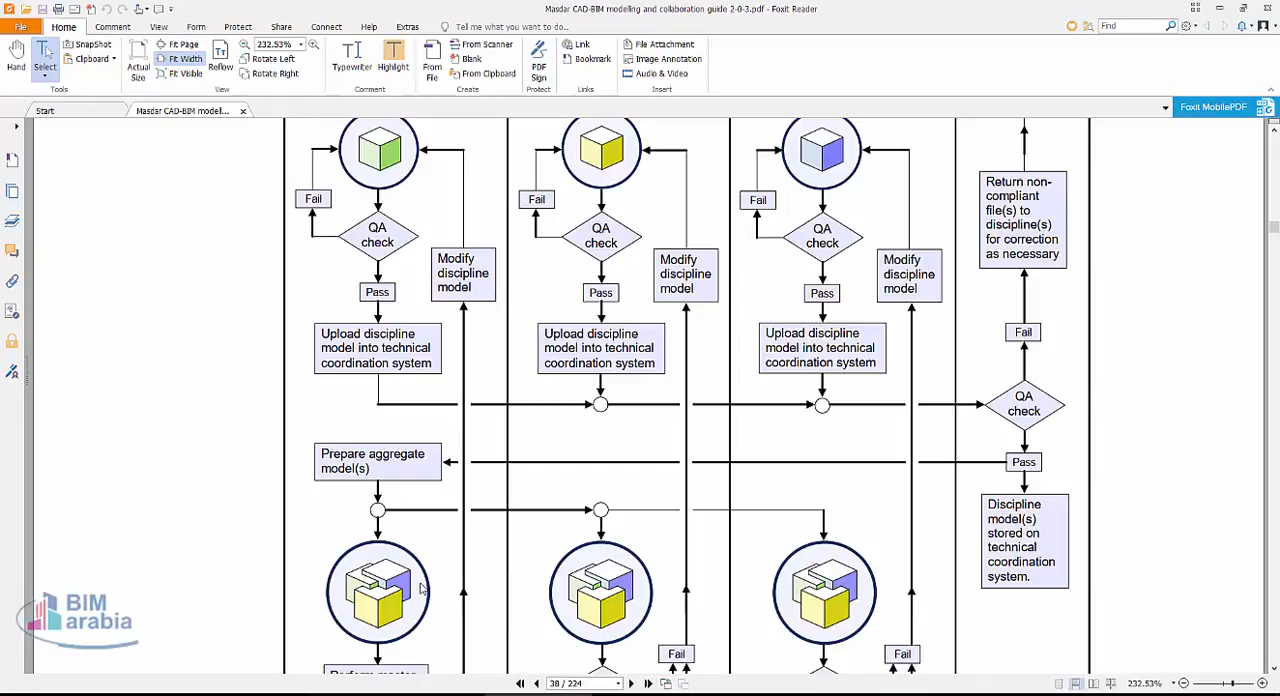 Masdar CAD-BIM modeling and collaboration guide 2-0-3.pdf - Foxit Reader
File Home Comment View Form Protect Share Connect Help Extras Tell me what you want to do... Find
Hand
Select
SnapShot
Clipboard
Tools
Actual
Size
Fit Page
Fit Width
Fit Visible
Reflow
232.53%
Rotate Left
Rotate Right
View
Typewriter
Highlight
Comment
From
File
From Scanner
Blank
From Clipboard
Create
PDF
Sign
Protect
Link
Bookmark
Links
File Attachment
Image Annotation
Audio & Video
Insert
Start
Masdar CAD-BIM modell...
Foxit MobilePDF
Fail
QA
check
Pass
Modify
discipline
model
Upload discipline
model into technical
coordination system
Fail
QA
check
Pass
Modify
discipline
model
Upload discipline
model into technical
coordination system
Fail
QA
check
Pass
Modify
discipline
model
Upload discipline
model into technical
coordination system
Return non-
compliant
file(s) to
discipline(s)
for correction
as necessary
Fail
QA
check
Pass
Discipline
model(s)
stored on
technical
coordination
system.
Prepare aggregate
model(s)
Fail
Fail
Perform master
BIM
arabia
38 / 224
232.53%